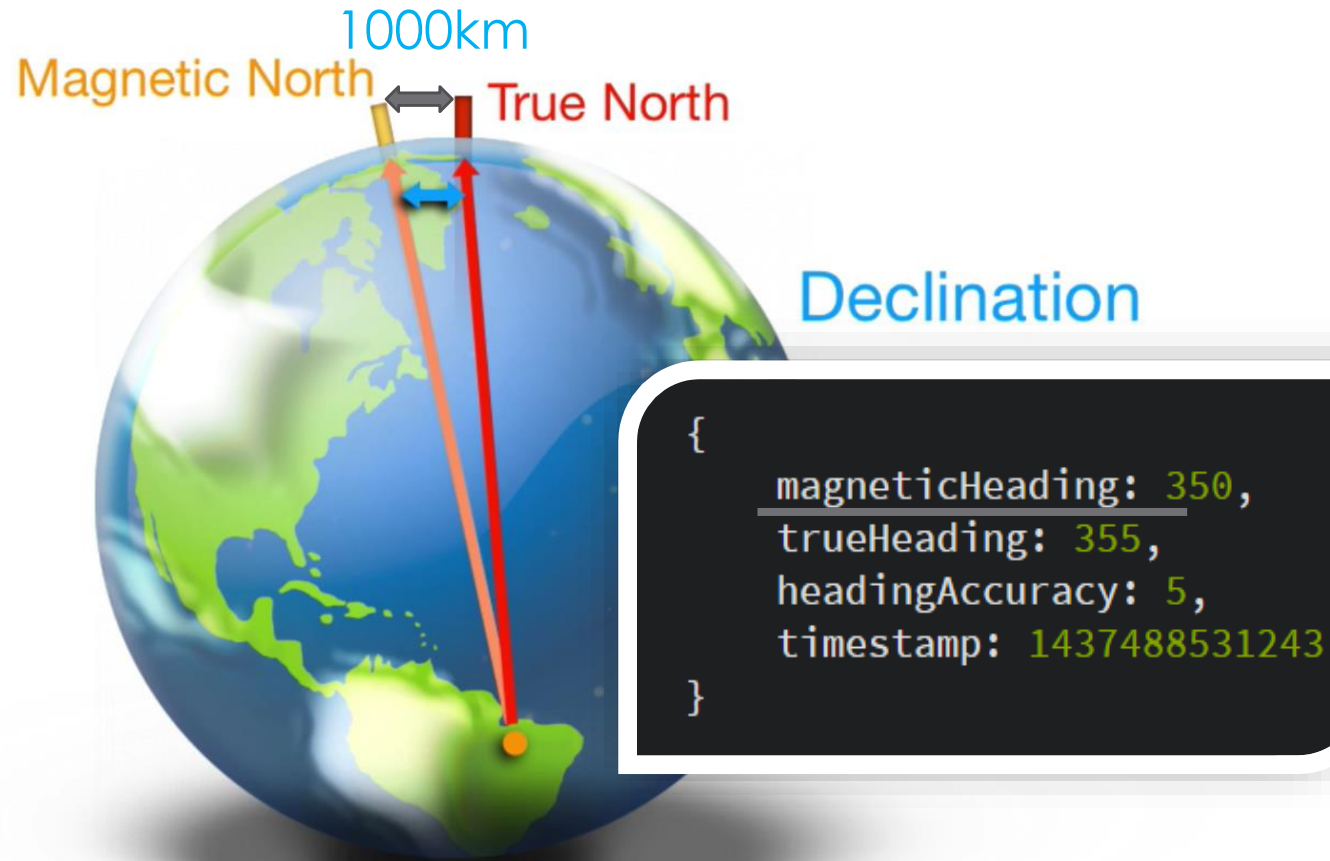 1000km
Magnetic North
True North
Declination
{
magneticHeading: 350,
trueHeading: 355,
headingAccuracy: 5,
timestamp: 1437488531243
}